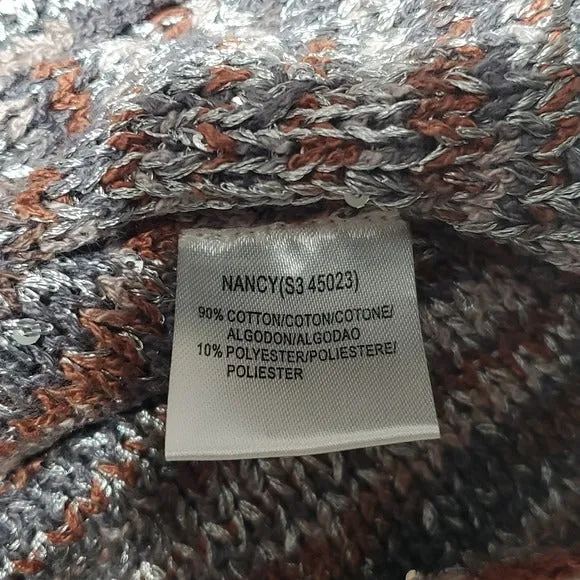 NANCY(S3 45023)
90% COTTON/COTON/COTONE/
ALGODON/ALGODAO
10% POLYESTER/POLIESTERE/
POLIESTER